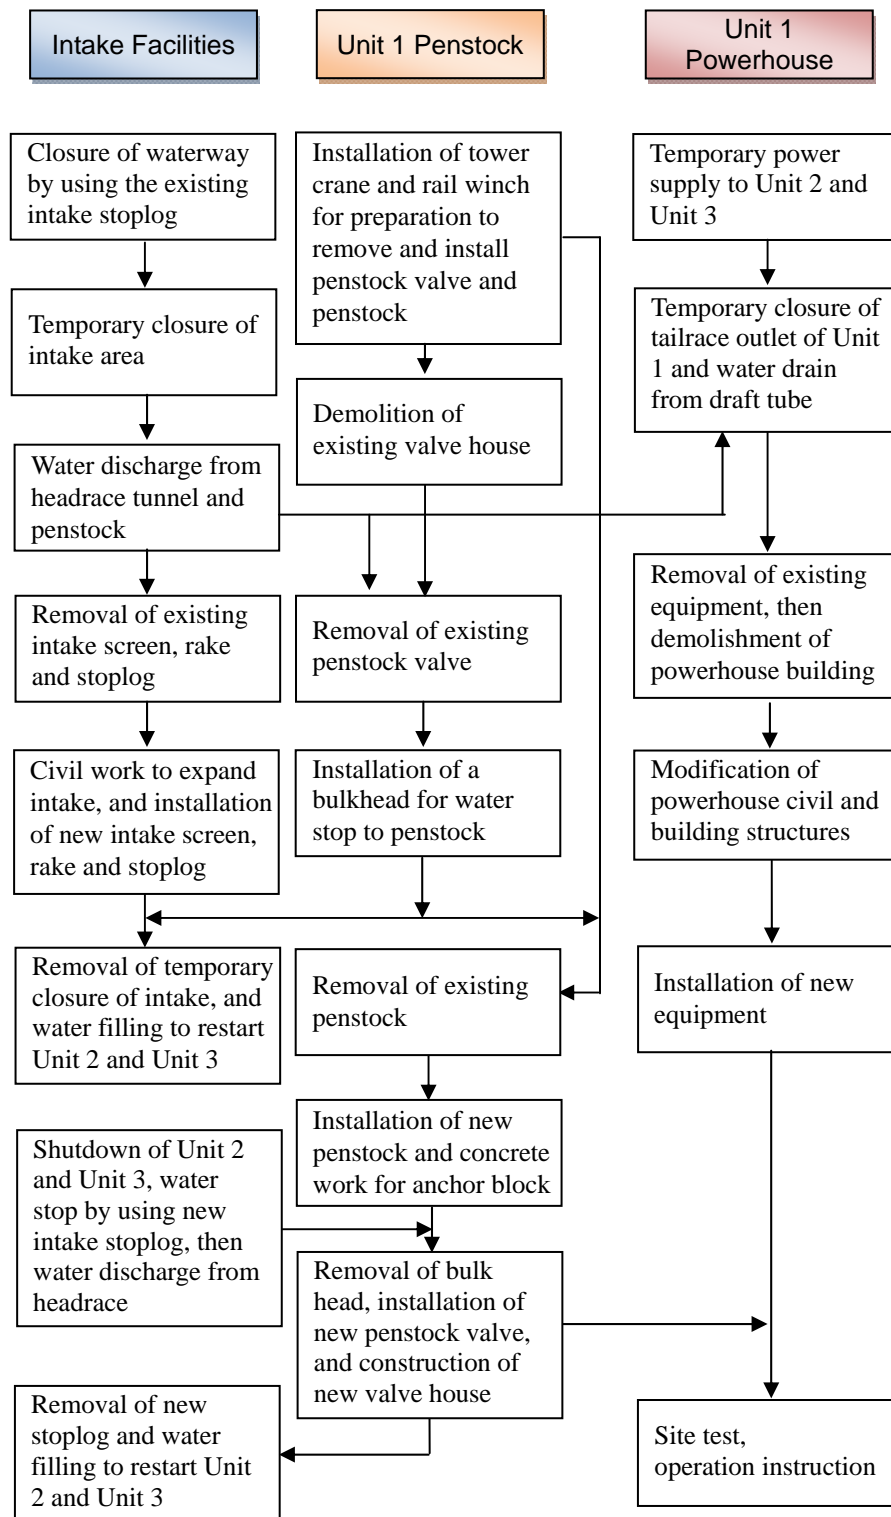 Intake Facilities
Unit 1 Penstock
Unit 1
Powerhouse
Closure of waterway
by using the existing
intake stoplog
Temporary closure of
intake area
Water discharge from
headrace tunnel and
penstock
Removal of existing
intake screen, rake
and stoplog
Civil work to expand
intake, and installation
of new intake screen,
rake and stoplog
Removal of temporary
closure of intake, and
water filling to restart
Unit 2 and Unit 3
Shutdown of Unit 2
and Unit 3, water
stop by using new
intake stoplog, then
water discharge from
headrace
Removal of new
stoplog and water
filling to restart Unit
2 and Unit 3
Installation of tower
crane and rail winch
for preparation to
remove and install
penstock valve and
penstock
Demolition of
existing valve house
Removal of existing
penstock valve
Installation of a
bulkhead for water
stop to penstock
Removal of existing
penstock
Installation of new
penstock and concrete
work for anchor block
Removal of bulk
head, installation of
new penstock valve,
and construction of
new valve house
Temporary power
supply to Unit 2 and
Unit 3
Temporary closure of
tailrace outlet of Unit
1 and water drain
from draft tube
Removal of existing
equipment, then
demolishment of
powerhouse building
Modification of
powerhouse civil and
building structures
Installation of new
equipment
Site test,
operation instruction